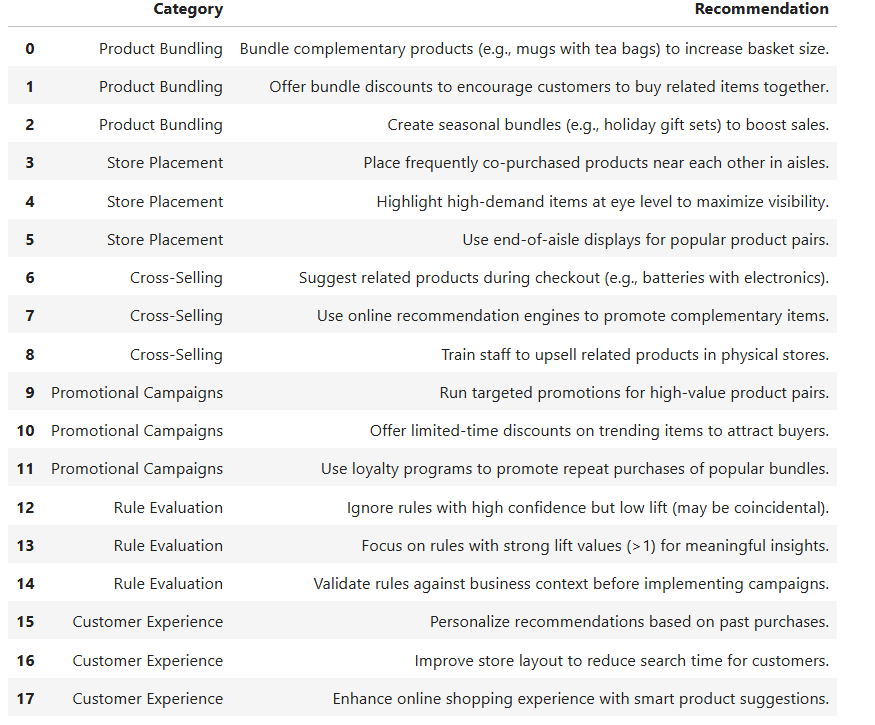 Category Recommendation
0 Product Bundling Bundle complementary products (e.g., mugs with tea bags) to increase basket size.
1 Product Bundling Offer bundle discounts to encourage customers to buy related items together.
2 Product Bundling Create seasonal bundles (e.g., holiday gift sets) to boost sales.
3 Store Placement Place frequently co-purchased products near each other in aisles.
4 Store Placement Highlight high-demand items at eye level to maximize visibility.
5 Store Placement Use end-of-aisle displays for popular product pairs.
6 Cross-Selling Suggest related products during checkout (e.g., batteries with electronics).
7 Cross-Selling Use online recommendation engines to promote complementary items.
8 Cross-Selling Train staff to upsell related products in physical stores.
9 Promotional Campaigns Run targeted promotions for high-value product pairs.
10 Promotional Campaigns Offer limited-time discounts on trending items to attract buyers.
11 Promotional Campaigns Use loyalty programs to promote repeat purchases of popular bundles.
12 Rule Evaluation Ignore rules with high confidence but low lift (may be coincidental).
13 Rule Evaluation Focus on rules with strong lift values (>1) for meaningful insights.
14 Rule Evaluation Validate rules against business context before implementing campaigns.
15 Customer Experience Personalize recommendations based on past purchases.
16 Customer Experience Improve store layout to reduce search time for customers.
17 Customer Experience Enhance online shopping experience with smart product suggestions.